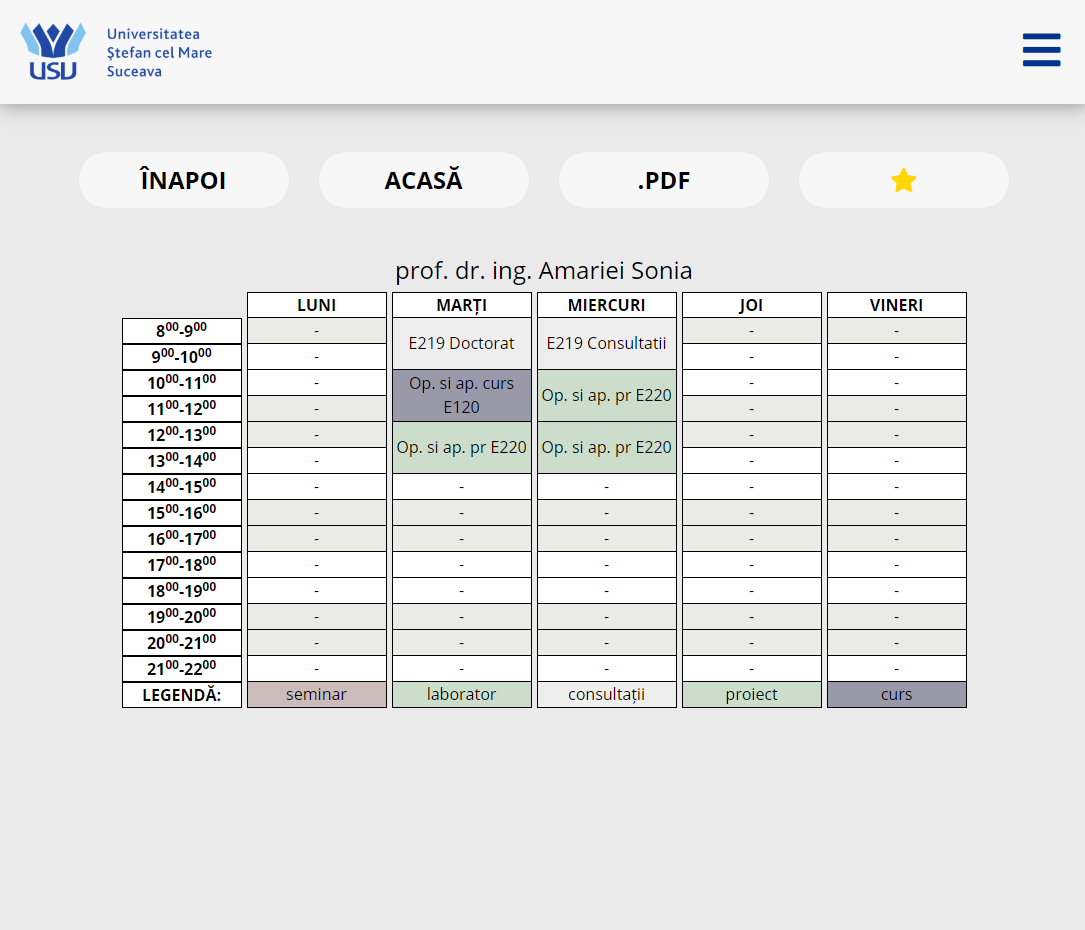 Universitatea
Ştefan cel Mare
Suceava
USU
ÎNAPOI ACASĂ .PDF
prof. dr. ing. Amariei Sonia
LUNI MARȚI MIERCURI JOI VINERI
8⁰⁰-9⁰⁰ - E219 Doctorat E219 Consultatii - -
9⁰⁰-10⁰⁰ - - -
10⁰⁰-11⁰⁰ - Op. si ap. curs Op. si ap. pr E220 - -
11⁰⁰-12⁰⁰ - E120 - -
12⁰⁰-13⁰⁰ - Op. si ap. pr E220 Op. si ap. pr E220 - -
13⁰⁰-14⁰⁰ - - -
14⁰⁰-15⁰⁰ - - - - -
15⁰⁰-16⁰⁰ - - - - -
16⁰⁰-17⁰⁰ - - - - -
17⁰⁰-18⁰⁰ - - - - -
18⁰⁰-19⁰⁰ - - - - -
19⁰⁰-20⁰⁰ - - - - -
20⁰⁰-21⁰⁰ - - - - -
21⁰⁰-22⁰⁰ - - - - -
LEGENDĂ: seminar laborator consultații proiect curs